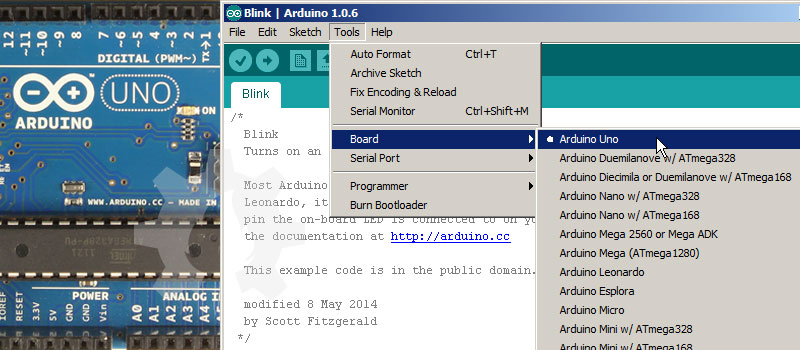 12
~11
~10
~9
8
7
~6
~5
4
~3
2
TX→1
DIGITAL (PWM~)
UNO
ARDUINO
ON
WWW.ARDUINO.CC - MADE IN
ATMEGA328P-PU
1121
IOREF
RESET
3.3V
5V
GND
GND
Vin
POWER
ANALOG IN
A0
A1
A2
A3
A4
Blink | Arduino 1.0.6
File Edit Sketch Tools Help
Blink
Auto Format Ctrl+T
Archive Sketch
Fix Encoding & Reload
Serial Monitor Ctrl+Shift+M
Board
Serial Port
Programmer
Burn Bootloader
Arduino Uno
Arduino Duemilanove w/ ATmega328
Arduino Diecimila or Duemilanove w/ ATmega168
Arduino Nano w/ ATmega328
Arduino Nano w/ ATmega168
Arduino Mega 2560 or Mega ADK
Arduino Mega (ATmega1280)
Arduino Leonardo
Arduino Esplora
Arduino Micro
Arduino Mini w/ ATmega328
Arduino Mini w/ ATmega168
/*
Blink
Turns on an
Most Arduino
Leonardo, it
pin the on-board LED is connected to on yo
the documentation at http://arduino.cc
This example code is in the public domain.
modified 8 May 2014
by Scott Fitzgerald
*/